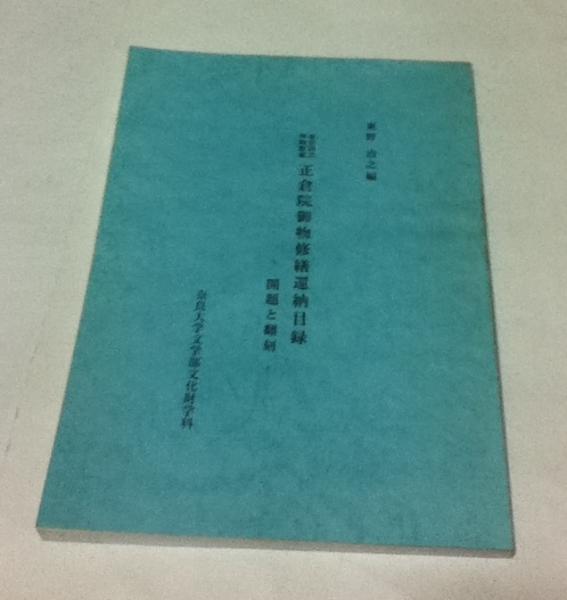 東野 治之編
正倉院御物修繕還納目録
開題と翻刻
奈良大学文学部文化財学科